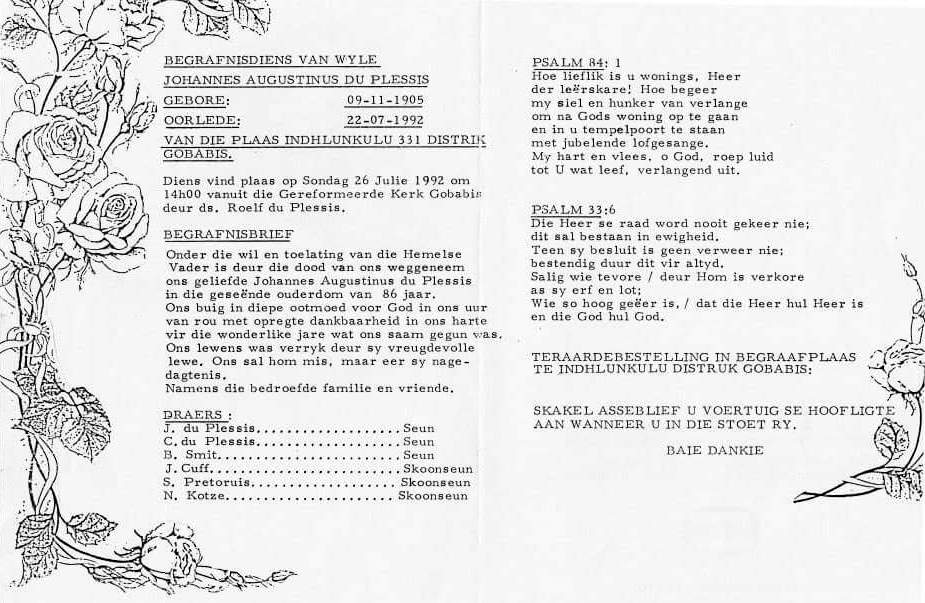 BEGRAFNISDIENS VAN WYLE
JOHANNES AUGUSTINUS DU PLESSIS
GEBORE: 09-11-1905
OORLEDE: 22-07-1992
VAN DIE PLAAS INDHLUNKULU 331 DISTRIK
GOBABIS.
Diens vind plaas op Sondag 26 Julie 1992 om
14h00 vanuit die Gereformeerde Kerk Gobabis
deur ds. Roelf du Plessis.
BEGRAFNISBRIEF
Onder die wil en toelating van die Hemelse
Vader is deur die dood van ons weggeneem
ons geliefde Johannes Augustinus du Plessis
in die geseënde ouderdom van 86 jaar.
Ons buig in diepe ootmoed voor God in ons uur
van rou met opregte dankbaarheid in ons harte
vir die wonderlike jare wat ons saam gegun was.
Ons lewens was verryk deur sy vreugdevolle
lewe. Ons sal hom mis, maar eer sy nage-
dagtenis.
Namens die bedroefde familie en vriende.
DRAERS :
J. du Plessis...................Seun
C. du Plessis...................Seun
B. Smit.........................Seun
J. Cuff.........................Skoonseun
S. Pretoruis................... Skoonseun
N. Kotze...................... Skoonseun
PSALM 84: 1
Hoe lieflik is u wonings, Heer
der leërskare! Hoe begeer
my siel en hunker van verlange
om na Gods woning op te gaan
en in u tempelpoort te staan
met jubelende lofgesange.
My hart en vlees, o God, roep luid
tot U wat leef, verlangend uit.
PSALM 33:6
Die Heer se raad word nooit gekeer nie;
dit sal bestaan in ewigheid.
Teen sy besluit is geen verweer nie;
bestendig duur dit vir altyd.
Salig wie tevore / deur Hom is verkore
as sy erf en lot;
Wie so hoog geëer is, / dat die Heer hul Heer is
en die God hul God.
TERAARDEBESTELLING IN BEGRAAFPLAAS
TE INDHLUNKULU DISTRUK GOBABIS:
SKAKEL ASSEBLIEF U VOERTUIG SE HOOFLIGTE
AAN WANNEER U IN DIE STOET RY.
BAIE DANKIE